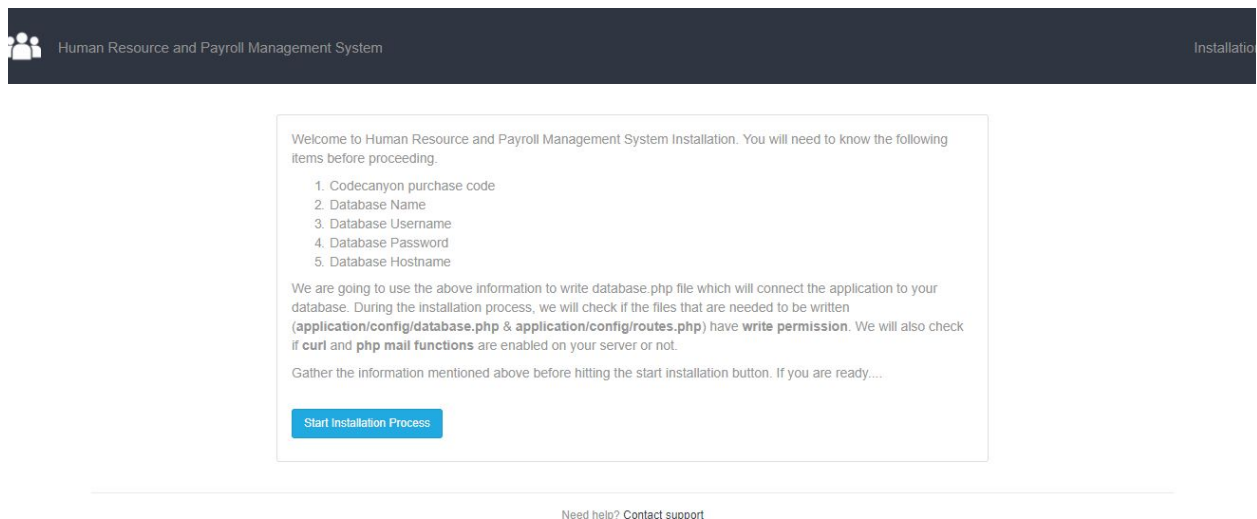 Human Resource and Payroll Management System
Installation
Welcome to Human Resource and Payroll Management System Installation. You will need to know the following
items before proceeding.
1. Codecanyon purchase code
2. Database Name
3. Database Username
4. Database Password
5. Database Hostname
We are going to use the above information to write database.php file which will connect the application to your
database. During the installation process, we will check if the files that are needed to be written
(application/config/database.php & application/config/routes.php) have write permission. We will also check
if curl and php mail functions are enabled on your server or not.
Gather the information mentioned above before hitting the start installation button. If you are ready....
Start Installation Process
Need help? Contact support